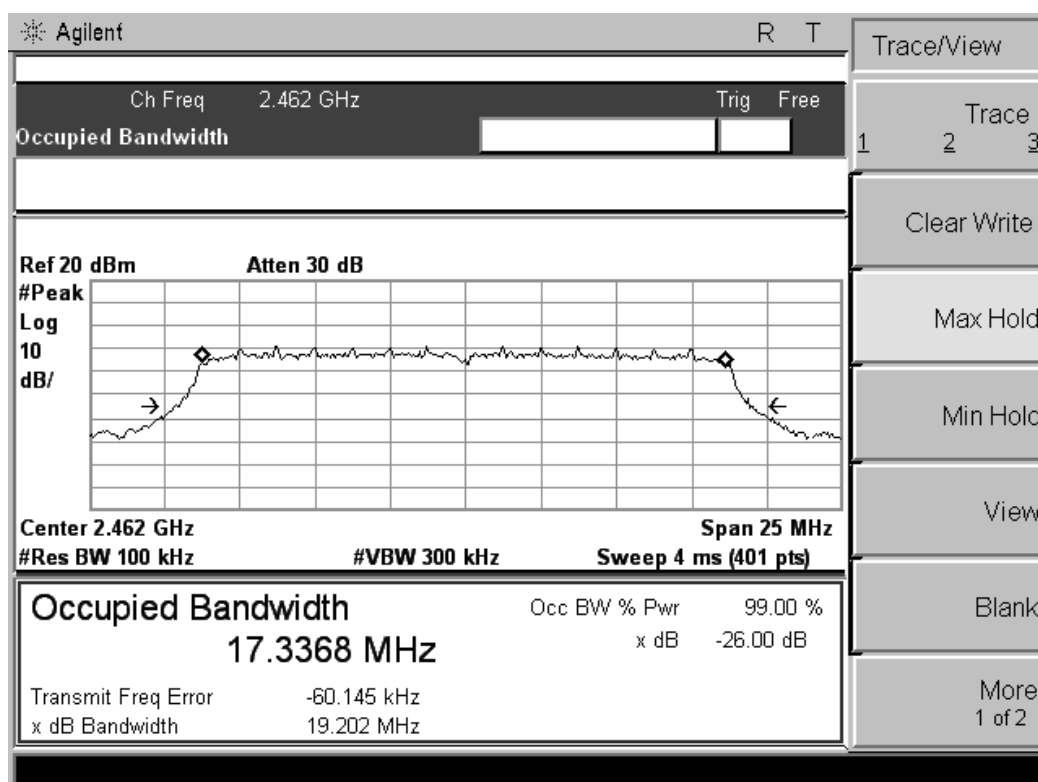 Agilent R T
Trace/View
Ch Freq 2.462 GHz Trig Free
Occupied Bandwidth
Trace
1 2 3
Clear Write
Ref 20 dBm Atten 30 dB
#Peak
Log
10
dB/
Max Hold
Min Hold
View
Center 2.462 GHz Span 25 MHz
#Res BW 100 kHz #VBW 300 kHz Sweep 4 ms (401 pts)
Occupied Bandwidth Occ BW % Pwr 99.00 %
17.3368 MHz x dB -26.00 dB
Blank
Transmit Freq Error -60.145 kHz
x dB Bandwidth 19.202 MHz
More
1 of 2